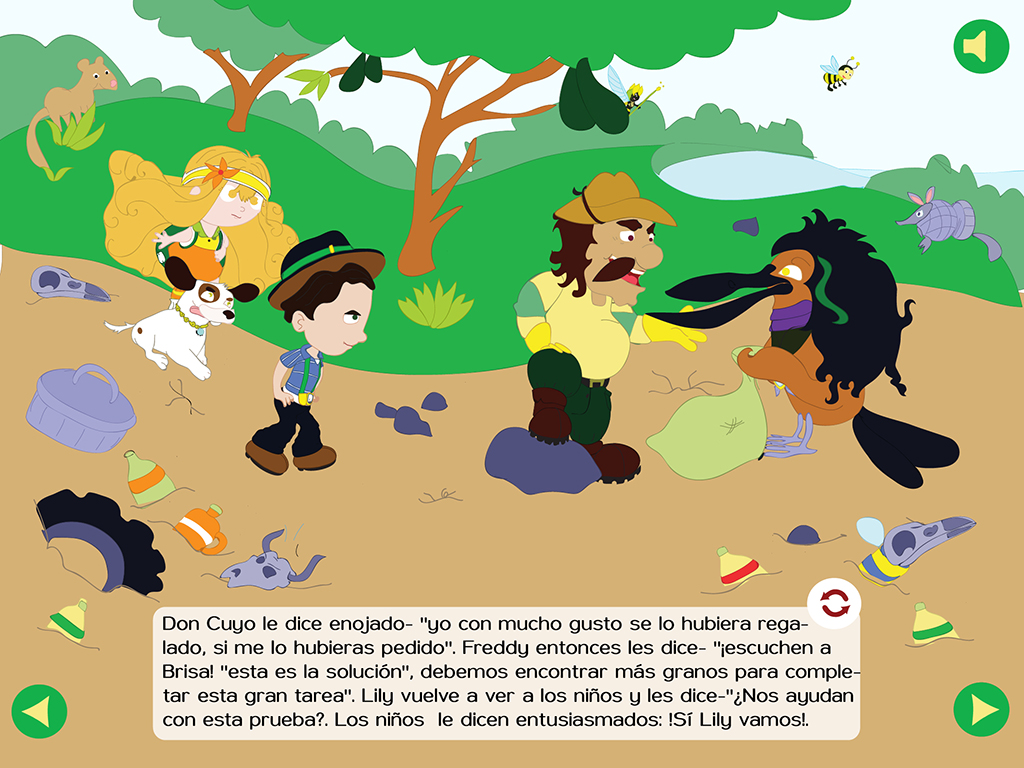 Don Cuyo le dice enojado- "yo con mucho gusto se lo hubiera rega-
lado, si me lo hubieras pedido". Freddy entonces les dice- "¡escuchen a
Brisa! "esta es la solución", debemos encontrar más granos para comple-
tar esta gran tarea". Lily vuelve a ver a los niños y les dice-"¿Nos ayudan
con esta prueba?. Los niños  le dicen entusiasmados: !Sí Lily vamos!.